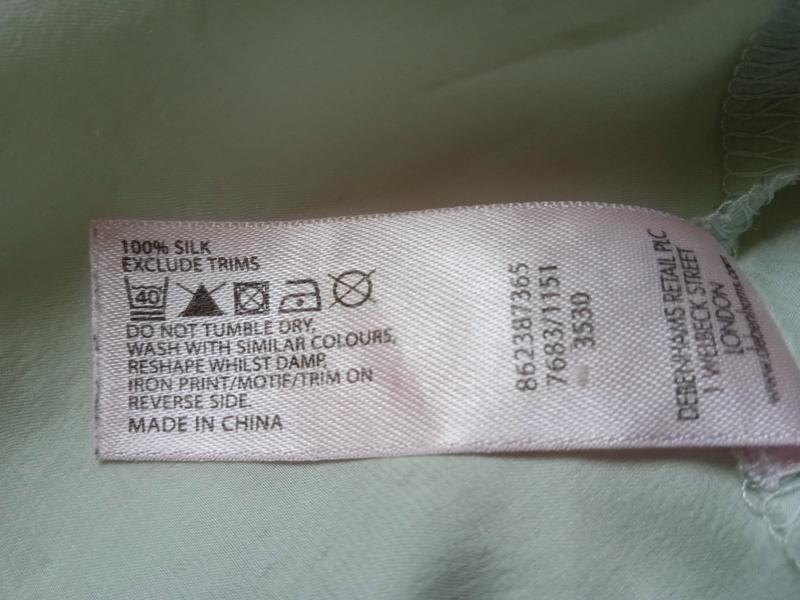 100% SILK
EXCLUDE TRIMS
40
DO NOT TUMBLE DRY,
WASH WITH SIMILAR COLOURS,
RESHAPE WHILST DAMP,
IRON PRINT/MOTIF/TRIM ON
REVERSE SIDE.
MADE IN CHINA
862387365
7683/1151
3530
DEBENHAMS RETAIL PLC
1 WELBECK STREET
LONDON